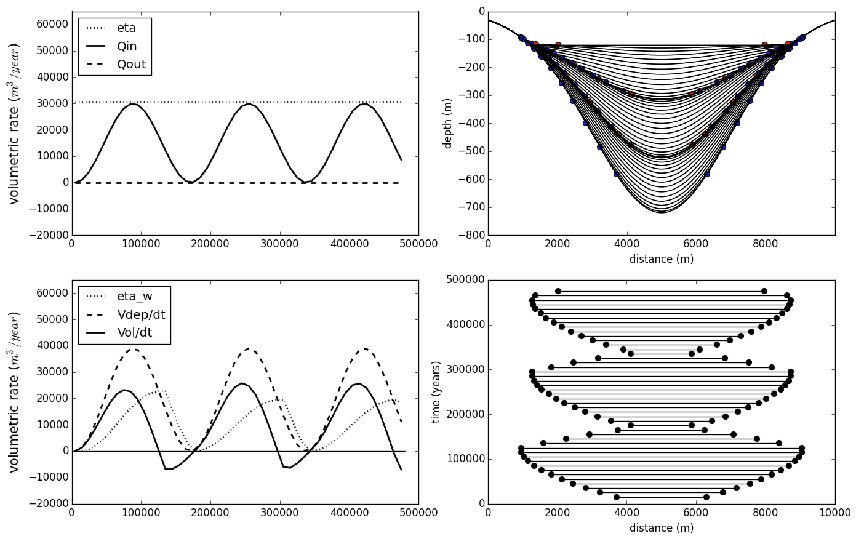 volumetric rate (m³/year)
60000
50000
40000
30000
20000
10000
0
−10000
−20000
eta
Qin
Qout
0 100000 200000 300000 400000 500000
depth (m)
0
−100
−200
−300
−400
−500
−600
−700
−800
0 2000 4000 6000 8000
distance (m)
volumetric rate (m³/year)
60000
50000
40000
30000
20000
10000
0
−10000
−20000
eta_w
Vdep/dt
Vol/dt
0 100000 200000 300000 400000 500000
time (years)
500000
400000
300000
200000
100000
0
0 2000 4000 6000 8000 10000
distance (m)